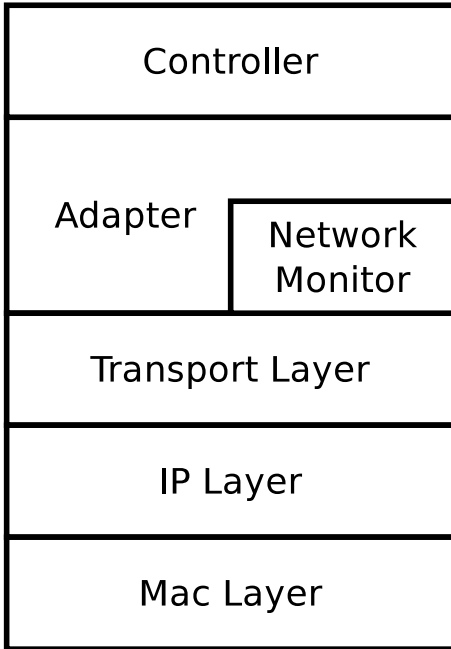 Controller
Adapter
Network
Monitor
Transport Layer
IP Layer
Mac Layer